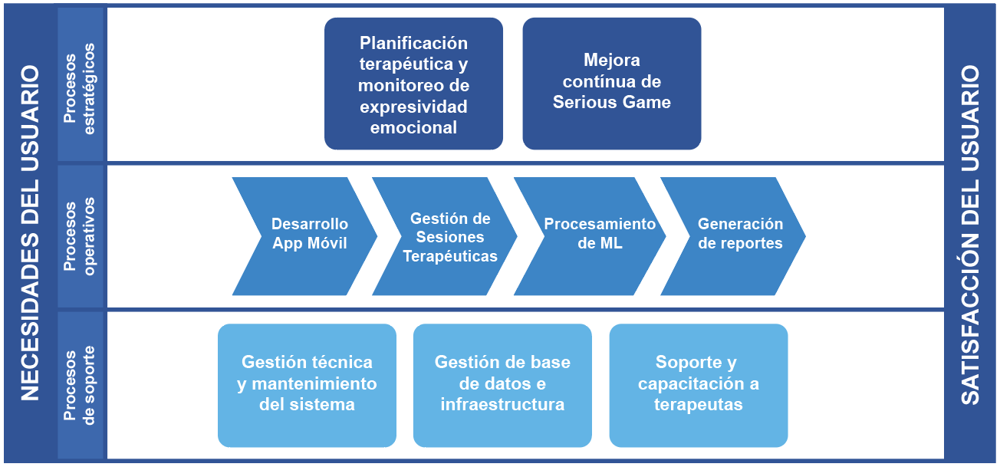 NECESIDADES DEL USUARIO
Procesos
estratégicos
Planificación
terapéutica y
monitoreo de
expresividad
emocional
Mejora
contínua de
Serious Game
Procesos
operativos
Desarrollo
App Móvil
Gestión de
Sesiones
Terapéuticas
Procesamiento
de ML
Generación
de reportes
Procesos
de soporte
Gestión técnica
y mantenimiento
del sistema
Gestión de base
de datos e
infraestructura
Soporte y
capacitación a
terapeutas
SATISFACCIÓN DEL USUARIO